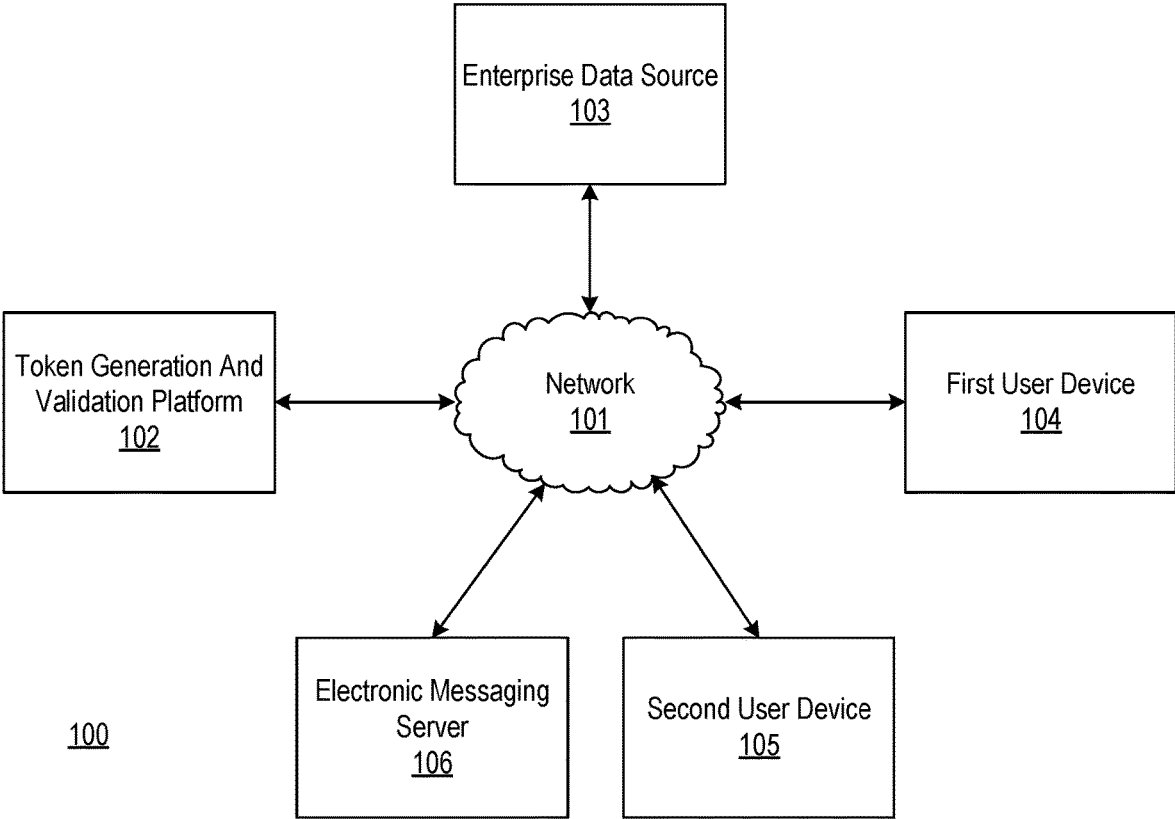 Enterprise Data Source
103
Token Generation And
Validation Platform
102
Network
101
First User Device
104
Electronic Messaging
Server
106
Second User Device
105
100